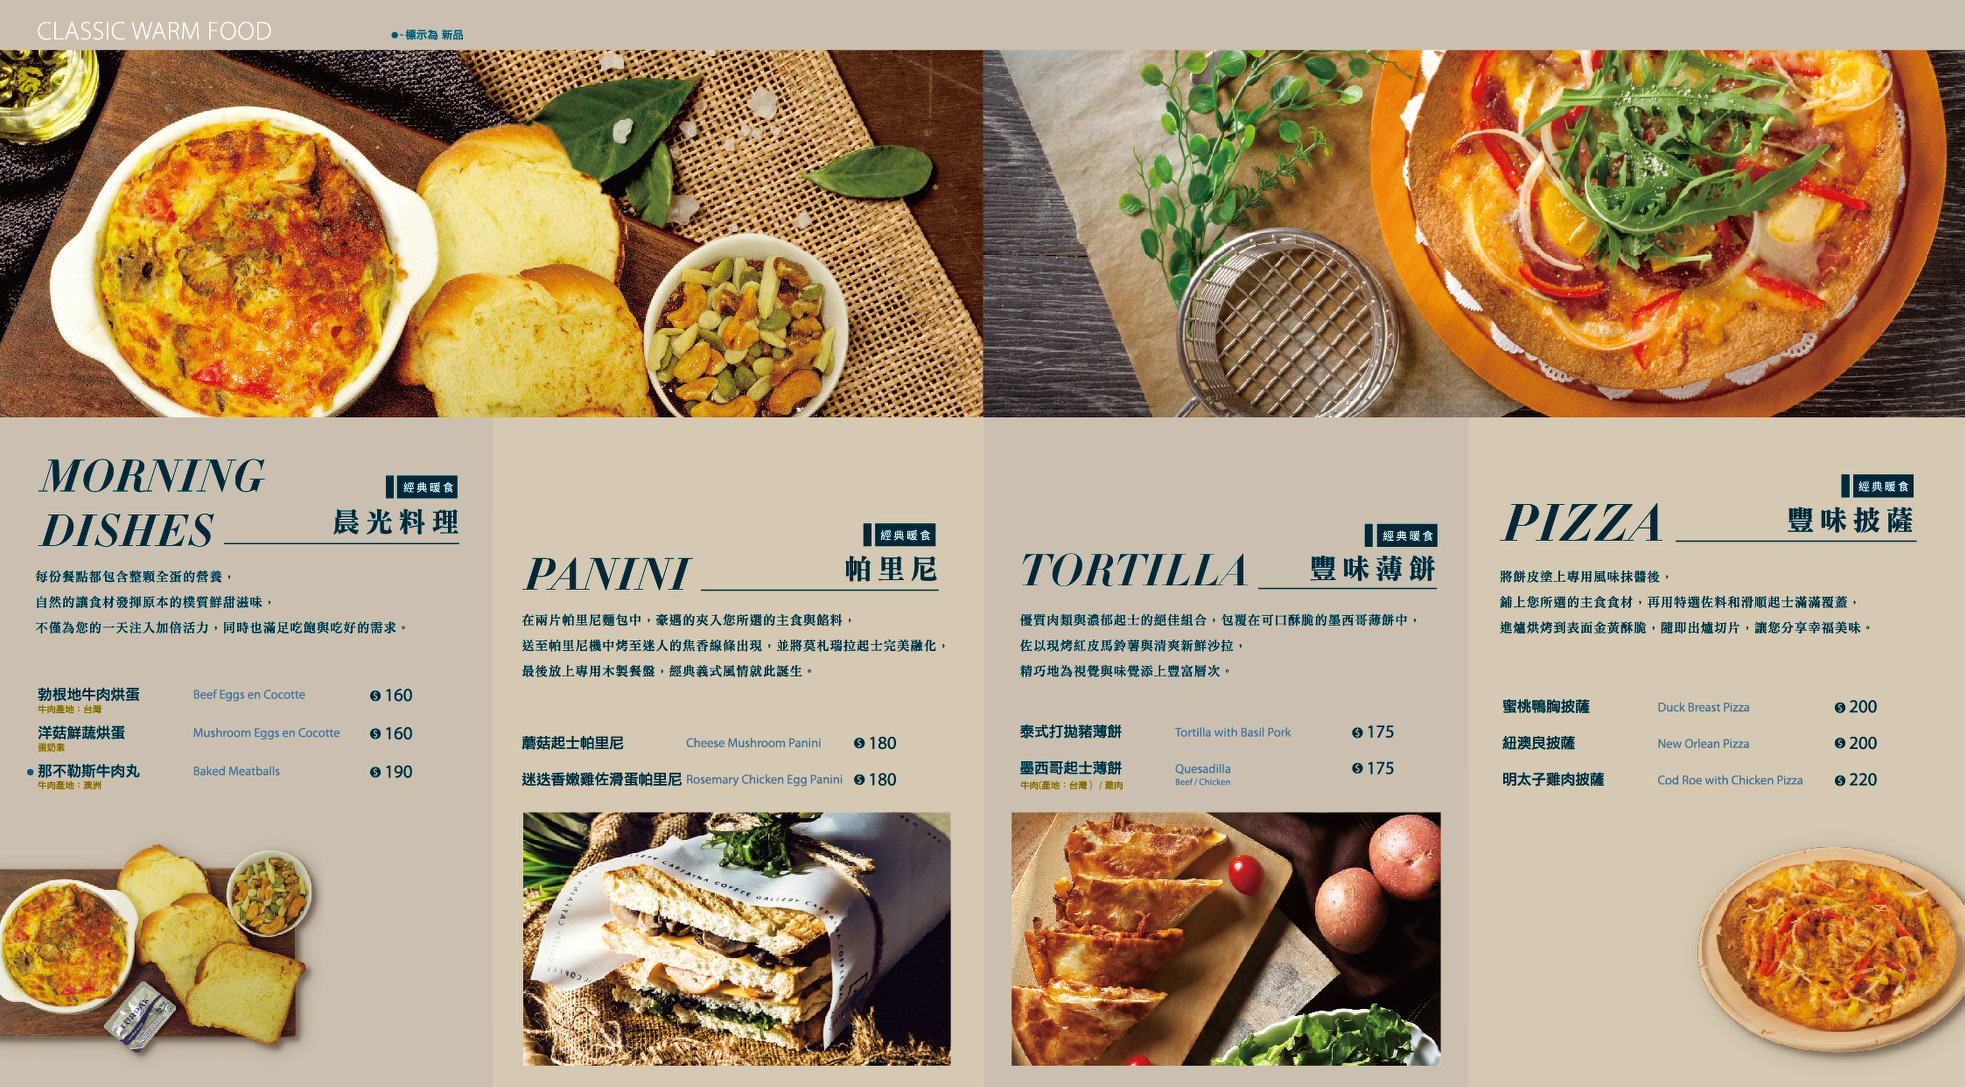 CLASSIC WARM FOOD
●-標示為 新品
MORNING
DISHES
經典暖食
晨光料理
每份餐點都包含整顆全蛋的營養，
自然的讓食材發揮原本的樸質鮮甜滋味，
不僅為您的一天注入加倍活力，同時也滿足吃飽與吃好的需求。
勃根地牛肉烘蛋 Beef Eggs en Cocotte $ 160
牛肉產地：台灣
洋菇鮮蔬烘蛋 Mushroom Eggs en Cocotte $ 160
蛋奶素
● 那不勒斯牛肉丸 Baked Meatballs $ 190
牛肉產地：澳洲
LURPAK
PANINI
經典暖食
帕里尼
在兩片帕里尼麵包中，豪邁的夾入您所選的主食與餡料，
送至帕里尼機中烤至迷人的焦香線條出現，並將莫札瑞拉起士完美融化，
最後放上專用木製餐盤，經典義式風情就此誕生。
蘑菇起士帕里尼 Cheese Mushroom Panini $ 180
迷迭香嫩雞佐滑蛋帕里尼 Rosemary Chicken Egg Panini $ 180
TORTILLA
經典暖食
豐味薄餅
優質肉類與濃郁起士的絕佳組合，包覆在可口酥脆的墨西哥薄餅中，
佐以現烤紅皮馬鈴薯與清爽新鮮沙拉，
精巧地為視覺與味覺添上豐富層次。
泰式打拋豬薄餅 Tortilla with Basil Pork $ 175
墨西哥起士薄餅 Quesadilla $ 175
牛肉(產地：台灣) / 雞肉 Beef / Chicken
PIZZA
經典暖食
豐味披薩
將餅皮塗上專用風味抹醬後，
鋪上您所選的主食食材，再用特選佐料和滑順起士滿滿覆蓋，
進爐烘烤到表面金黃酥脆，隨即出爐切片，讓您分享幸福美味。
蜜桃鴨胸披薩 Duck Breast Pizza $ 200
紐澳良披薩 New Orlean Pizza $ 200
明太子雞肉披薩 Cod Roe with Chicken Pizza $ 220